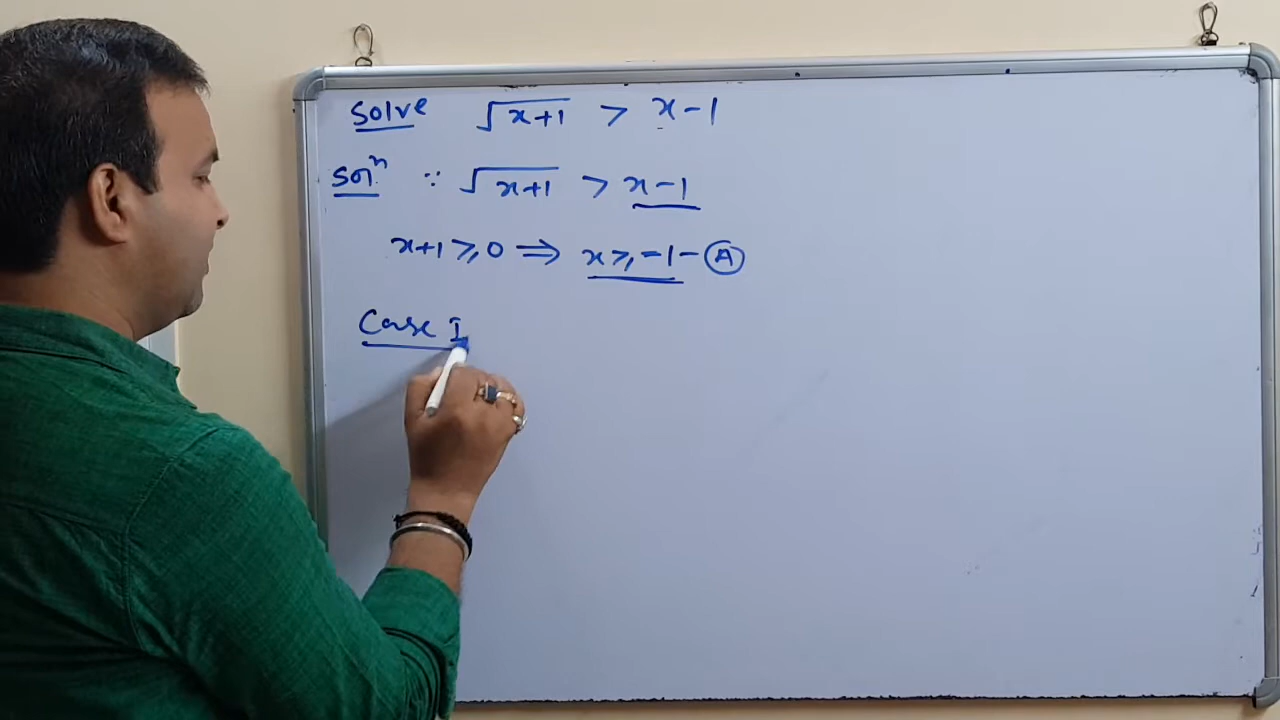 Solve √(x+1) > x-1
Solⁿ ∵ √(x+1) > x-1
x+1 ≥ 0 ⇒ x ≥ -1 - Ⓐ
Case I